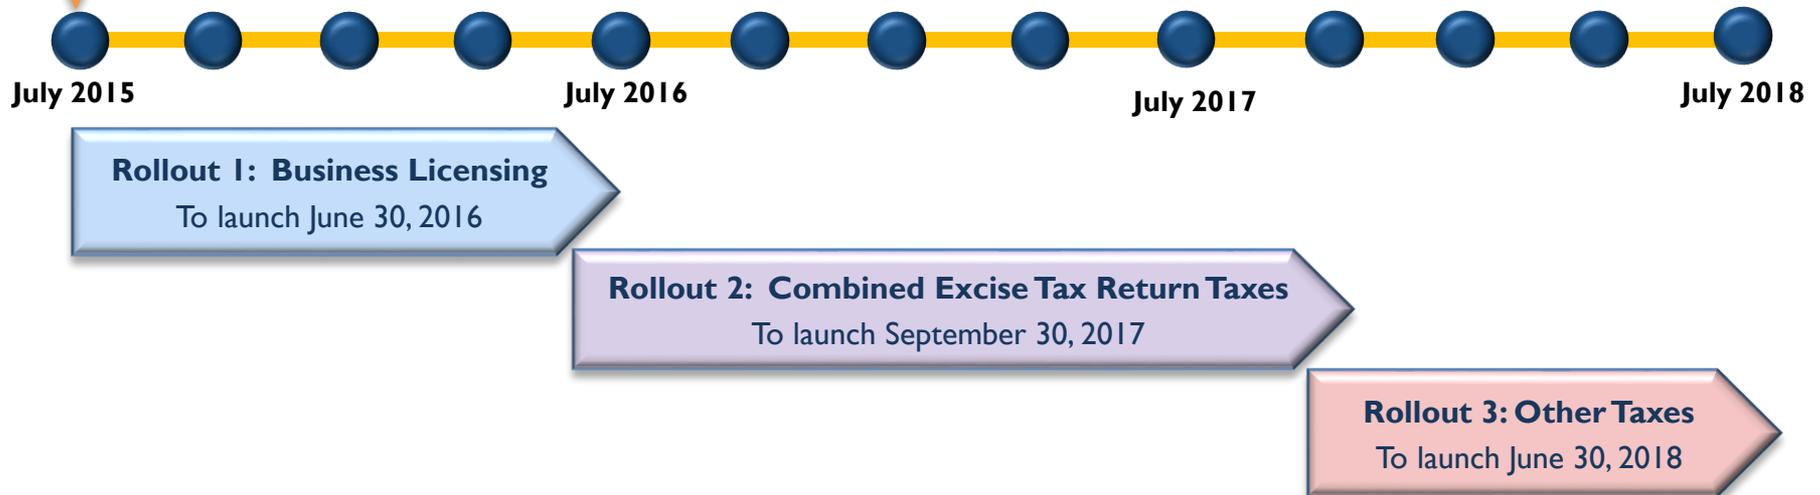 July 2015
July 2016
July 2017
July 2018
Rollout 1: Business Licensing
To launch June 30, 2016
Rollout 2: Combined Excise Tax Return Taxes
To launch September 30, 2017
Rollout 3: Other Taxes
To launch June 30, 2018